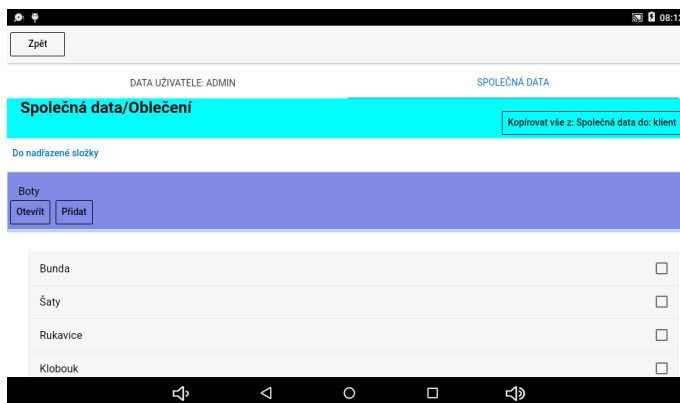 08:12
Zpět
DATA UŽIVATELE: ADMIN
SPOLEČNÁ DATA
Společná data/Oblečení
Kopírovat vše z: Společná data do: klient
Do nadřazené složky
Boty
Otevřít
Přidat
Bunda
Šaty
Rukavice
Klobouk